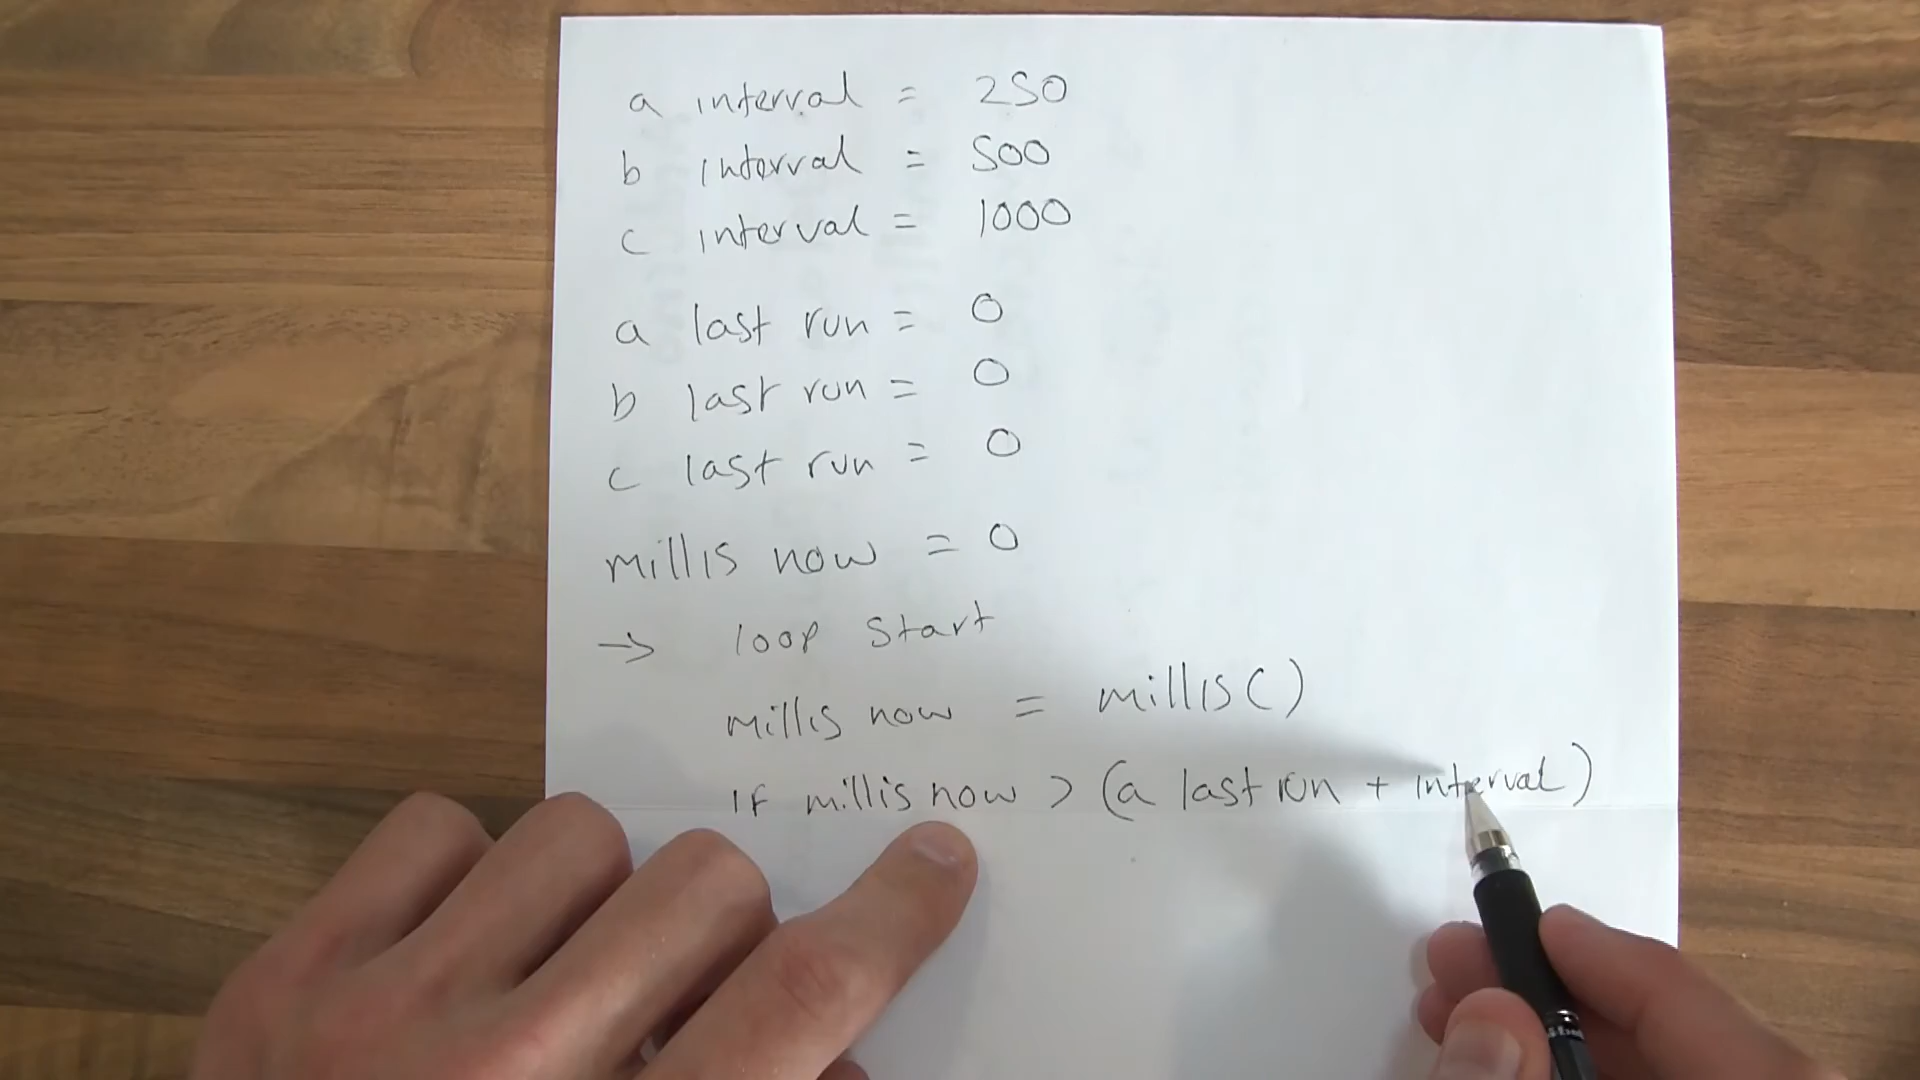 a interval = 250
b interval = 500
c interval = 1000
a last run = 0
b last run = 0
c last run = 0
millis now = 0
→ loop start
millis now = millis()
if millis now > (a last run + interval)